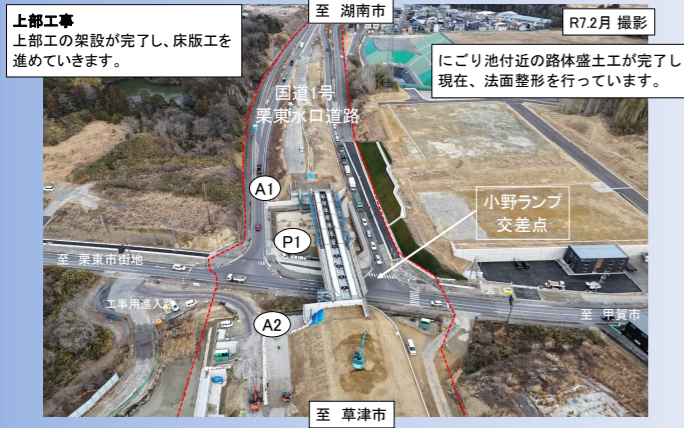 至 湖南市
上部工事
上部工の架設が完了し、床版工を
進めていきます。
R7.2月 撮影
にごり池付近の路体盛土工が完了し
現在、法面整形を行っています。
国道1号
栗東水口道路
A1
小野ランプ
交差点
P1
至 栗東市街地
工事用進入路
A2
至 甲賀市
至 草津市